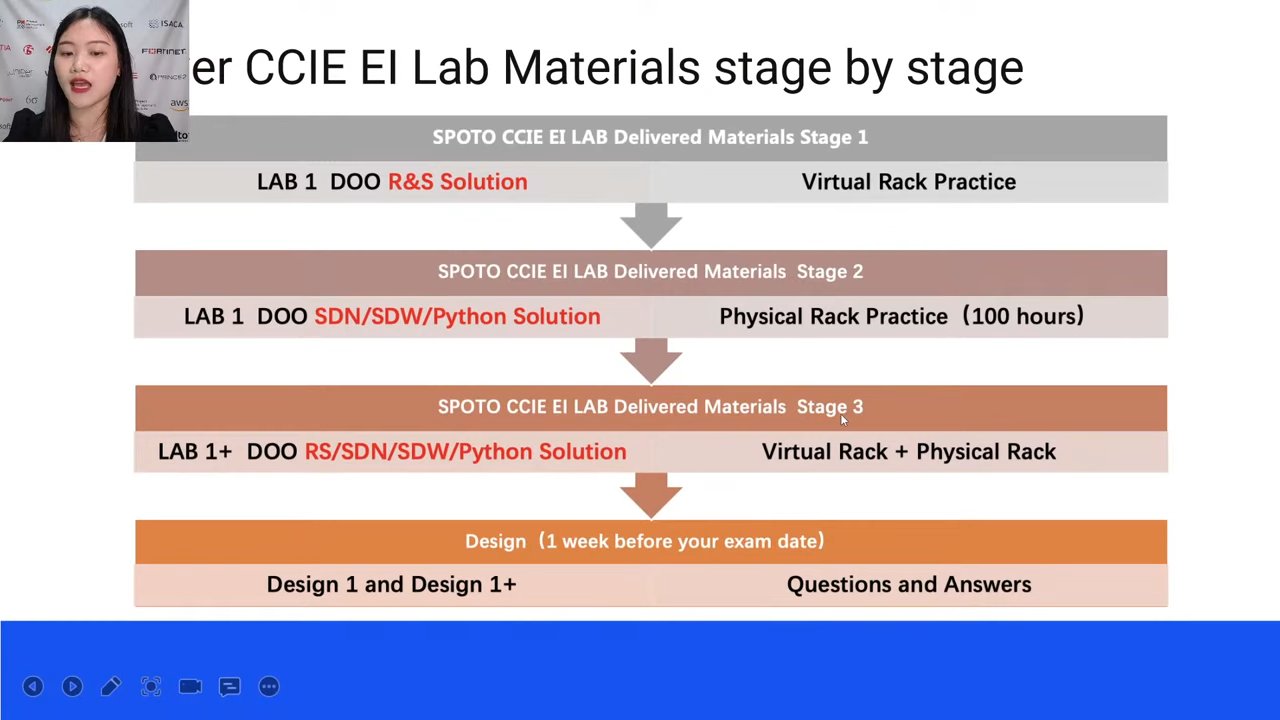 er CCIE EI Lab Materials stage by stage
ISACA
FORTINET
aws
6σ
SPOTO CCIE EI LAB Delivered Materials Stage 1
LAB 1 DOO R&S Solution
Virtual Rack Practice
SPOTO CCIE EI LAB Delivered Materials Stage 2
LAB 1 DOO SDN/SDW/Python Solution
Physical Rack Practice（100 hours）
SPOTO CCIE EI LAB Delivered Materials Stage 3
LAB 1+ DOO RS/SDN/SDW/Python Solution
Virtual Rack + Physical Rack
Design（1 week before your exam date）
Design 1 and Design 1+
Questions and Answers